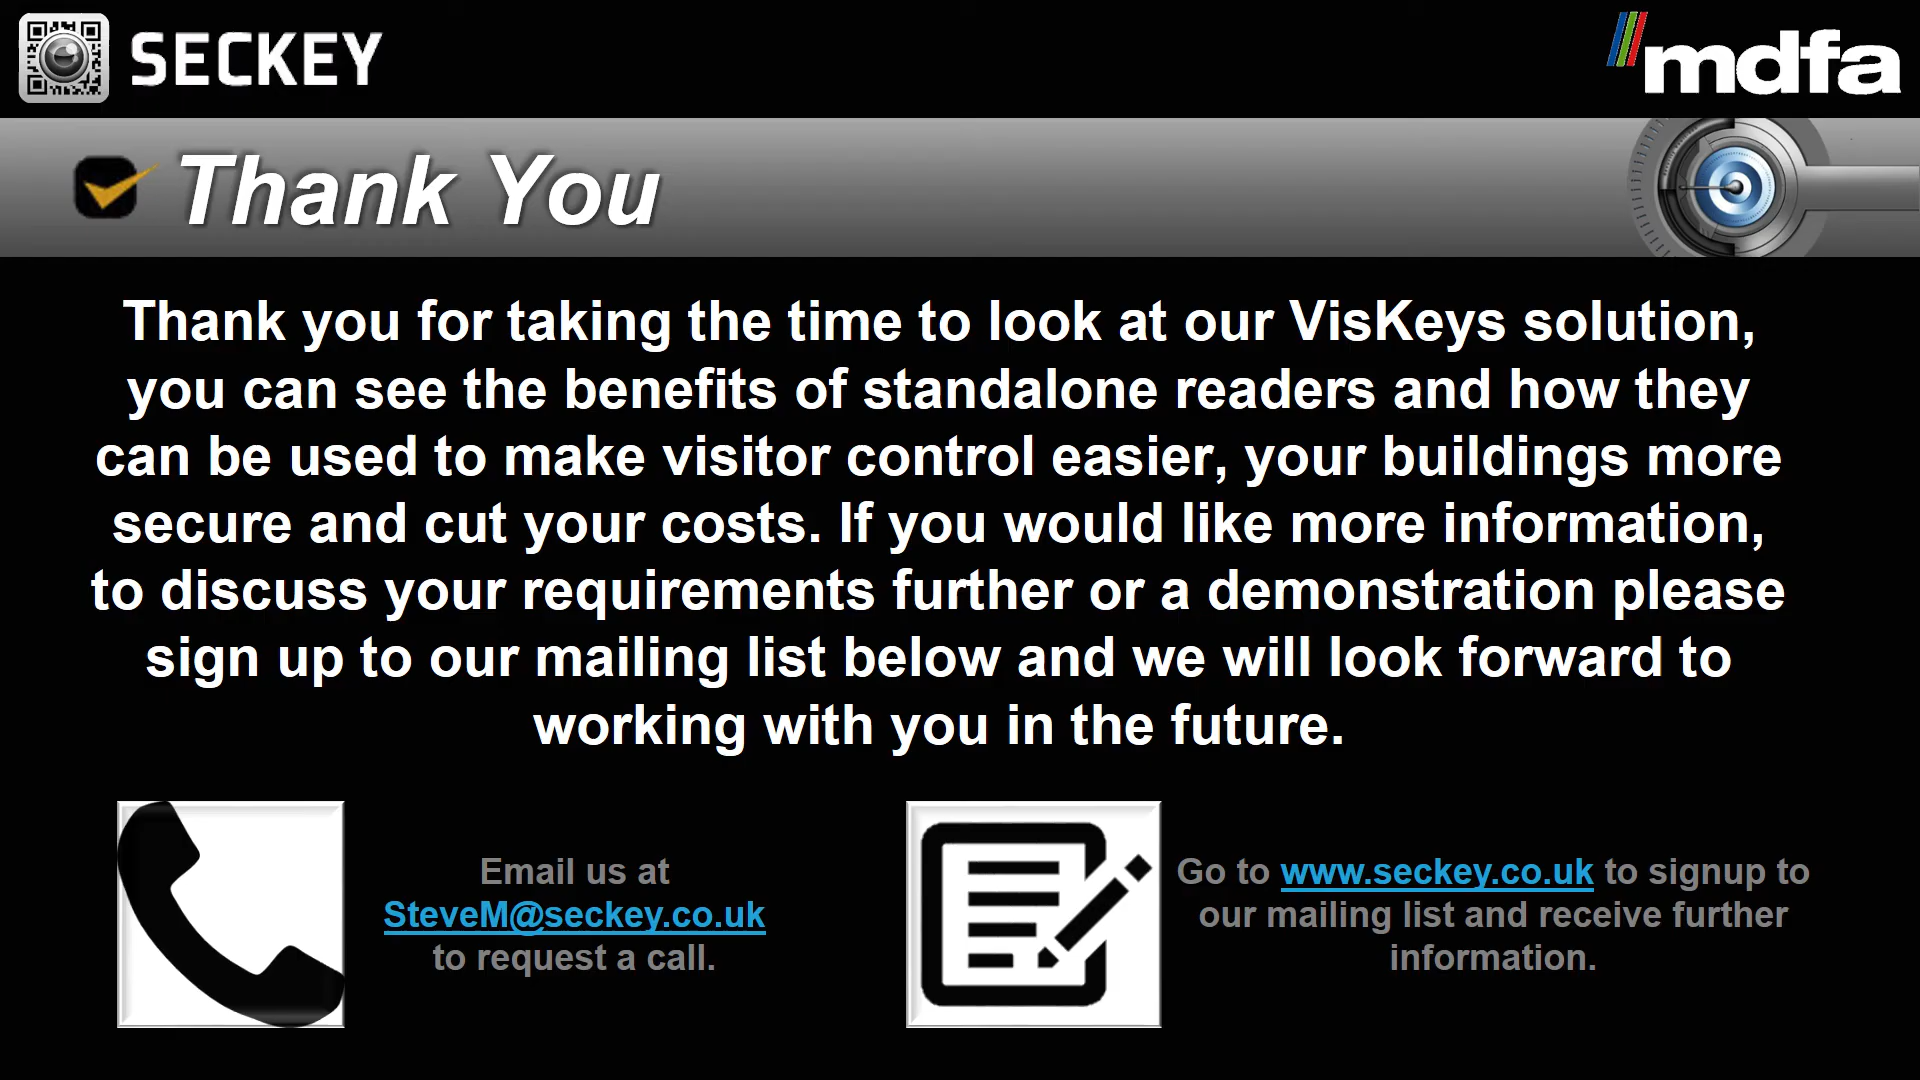 SECKEY
mdfa
Thank You
Thank you for taking the time to look at our VisKeys solution,
you can see the benefits of standalone readers and how they
can be used to make visitor control easier, your buildings more
secure and cut your costs. If you would like more information,
to discuss your requirements further or a demonstration please
sign up to our mailing list below and we will look forward to
working with you in the future.
Email us at
SteveM@seckey.co.uk
to request a call.
Go to www.seckey.co.uk to signup to
our mailing list and receive further
information.